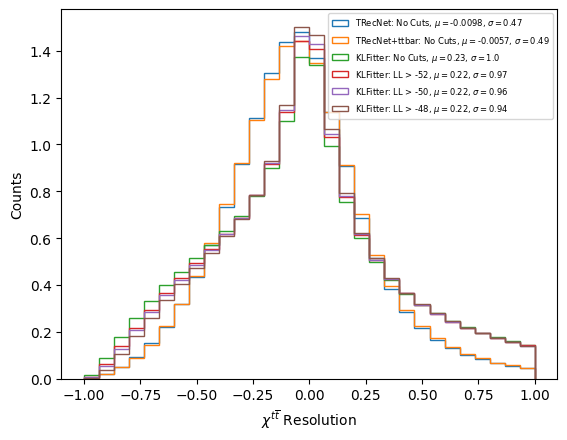 TRecNet: No Cuts, μ = -0.0098, σ = 0.47
TRecNet+ttbar: No Cuts, μ = -0.0057, σ = 0.49
KLFitter: No Cuts, μ = 0.23, σ = 1.0
KLFitter: LL > -52, μ = 0.22, σ = 0.97
KLFitter: LL > -50, μ = 0.22, σ = 0.96
KLFitter: LL > -48, μ = 0.22, σ = 0.94
Counts
1.4
1.2
1.0
0.8
0.6
0.4
0.2
0.0
−1.00 −0.75 −0.50 −0.25 0.00 0.25 0.50 0.75 1.00
χ^{tt̅} Resolution